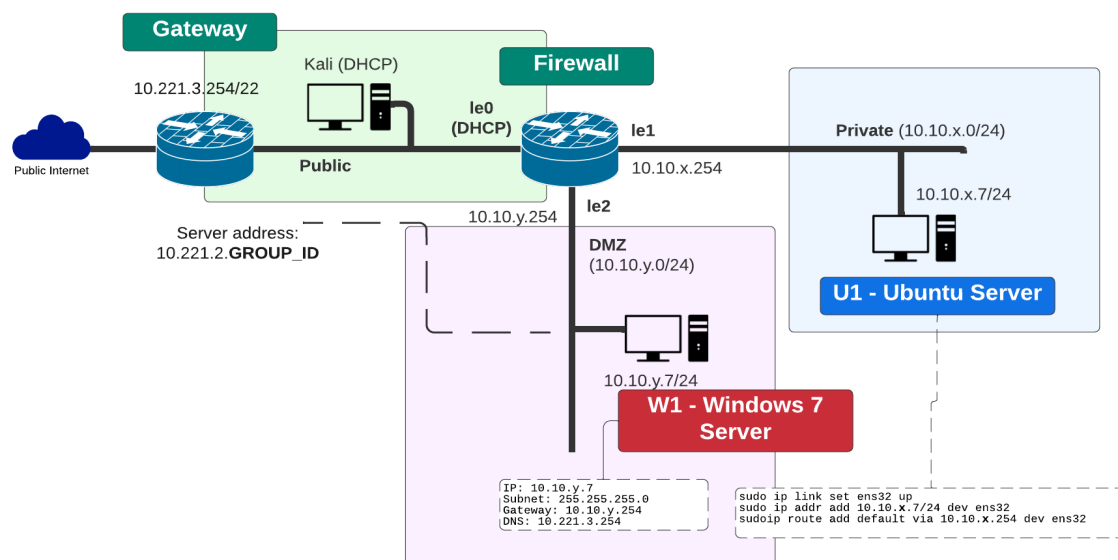 Gateway
Kali (DHCP)
Firewall
10.221.3.254/22
le0
(DHCP)
le1
Private (10.10.x.0/24)
Public Internet
Public
10.10.x.254
10.10.x.7/24
10.10.y.254
le2
Server address:
10.221.2.GROUP_ID
DMZ
(10.10.y.0/24)
U1 - Ubuntu Server
10.10.y.7/24
W1 - Windows 7
Server
IP: 10.10.y.7
Subnet: 255.255.255.0
Gateway: 10.10.y.254
DNS: 10.221.3.254
sudo ip link set ens32 up
sudo ip addr add 10.10.x.7/24 dev ens32
sudoip route add default via 10.10.x.254 dev ens32